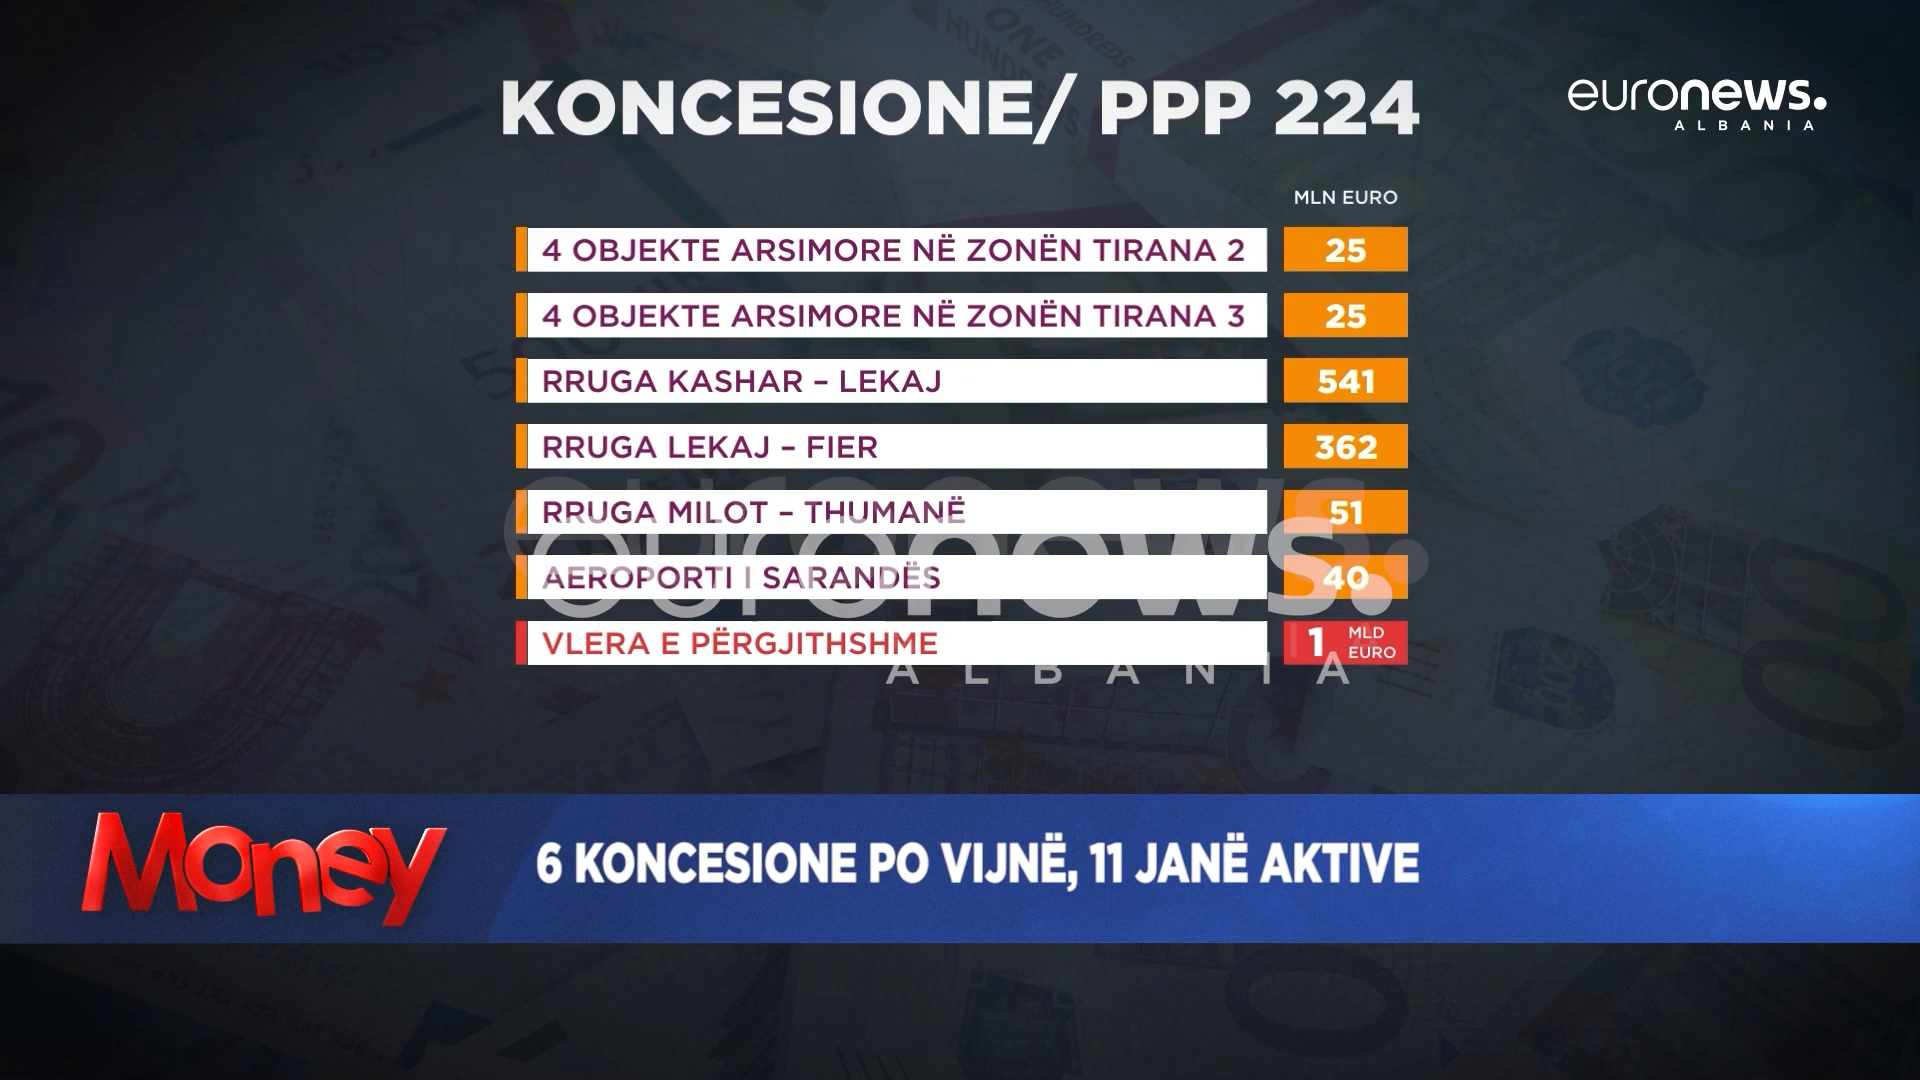 KONCESIONE/ PPP 224
euronews.
ALBANIA
MLN EURO
4 OBJEKTE ARSIMORE NË ZONËN TIRANA 2 25
4 OBJEKTE ARSIMORE NË ZONËN TIRANA 3 25
RRUGA KASHAR – LEKAJ 541
RRUGA LEKAJ – FIER 362
RRUGA MILOT – THUMANË 51
AEROPORTI I SARANDËS 40
VLERA E PËRGJITHSHME 1 MLD EURO
euronews.
ALBANIA
Money
6 KONCESIONE PO VIJNË, 11 JANË AKTIVE